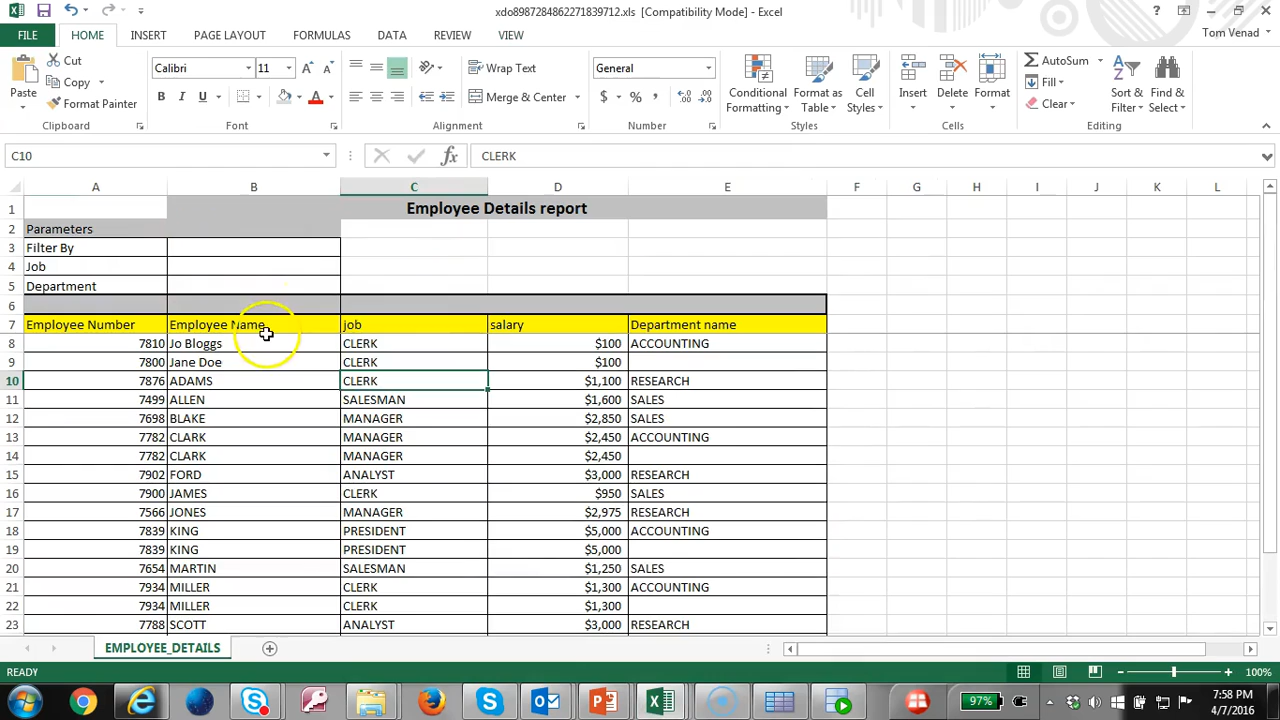 xdo8987284862271839712.xls [Compatibility Mode] - Excel
FILE HOME INSERT PAGE LAYOUT FORMULAS DATA REVIEW VIEW Tom Venad
Paste Cut Copy Format Painter Clipboard
Calibri 11 B I U A Font
Wrap Text Merge & Center Alignment
General $ % , Number
Conditional Formatting Format as Table Cell Styles Styles
Insert Delete Format Cells
AutoSum Fill Clear Sort & Filter Find & Select Editing
C10 fx CLERK
A B C D E F G H I J K L
1 Employee Details report
2 Parameters
3 Filter By
4 Job
5 Department
6
7 Employee Number Employee Name job salary Department name
8 7810 Jo Bloggs CLERK $100 ACCOUNTING
9 7800 Jane Doe CLERK $100
10 7876 ADAMS CLERK $1,100 RESEARCH
11 7499 ALLEN SALESMAN $1,600 SALES
12 7698 BLAKE MANAGER $2,850 SALES
13 7782 CLARK MANAGER $2,450 ACCOUNTING
14 7782 CLARK MANAGER $2,450
15 7902 FORD ANALYST $3,000 RESEARCH
16 7900 JAMES CLERK $950 SALES
17 7566 JONES MANAGER $2,975 RESEARCH
18 7839 KING PRESIDENT $5,000 ACCOUNTING
19 7839 KING PRESIDENT $5,000
20 7654 MARTIN SALESMAN $1,250 SALES
21 7934 MILLER CLERK $1,300 ACCOUNTING
22 7934 MILLER CLERK $1,300
23 7788 SCOTT ANALYST $3,000 RESEARCH
EMPLOYEE_DETAILS
READY 100%
97% 7:58 PM
4/7/2016